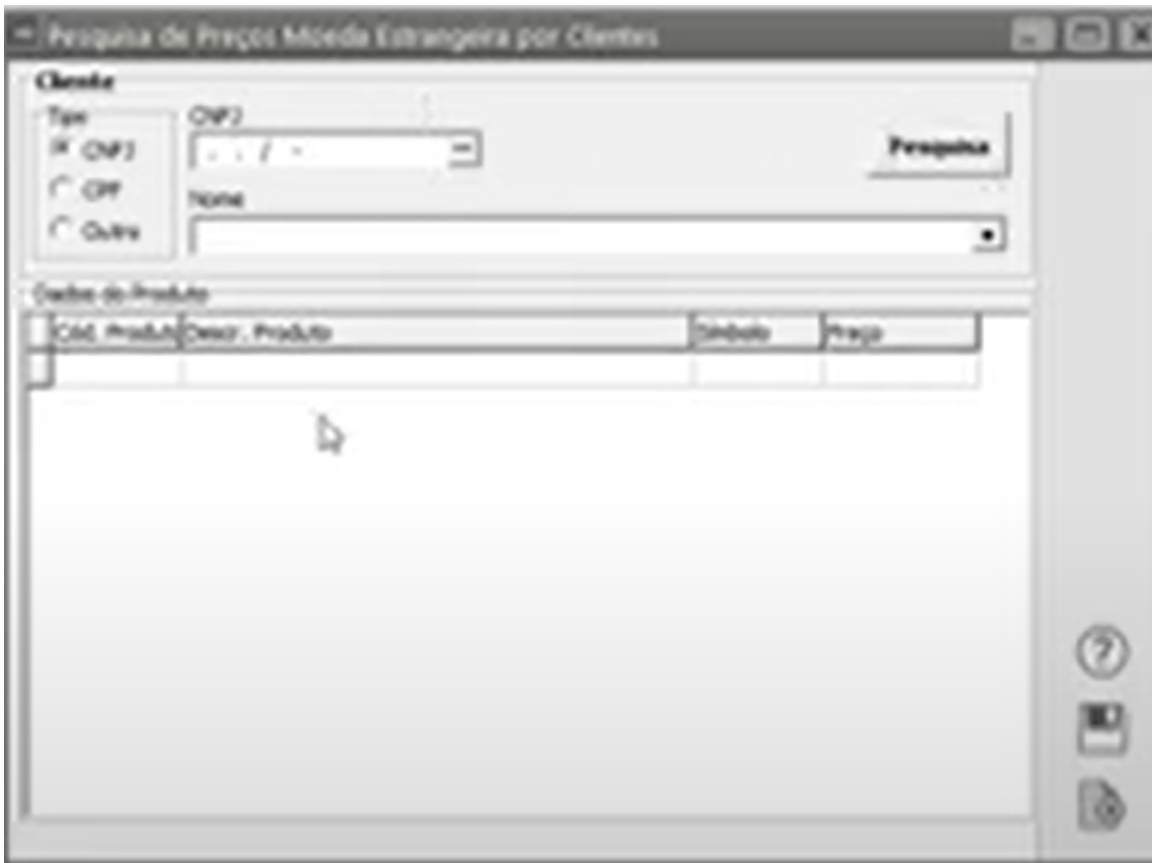 Pesquisa de Preços Moeda Estrangeira por Clientes
Cliente
Tipo
CNPJ
CPF
Outro
CNPJ
. . / -
Pesquisa
Nome
Dados do Produto
Cód. Produt Descr. Produto Símbolo Preço
?